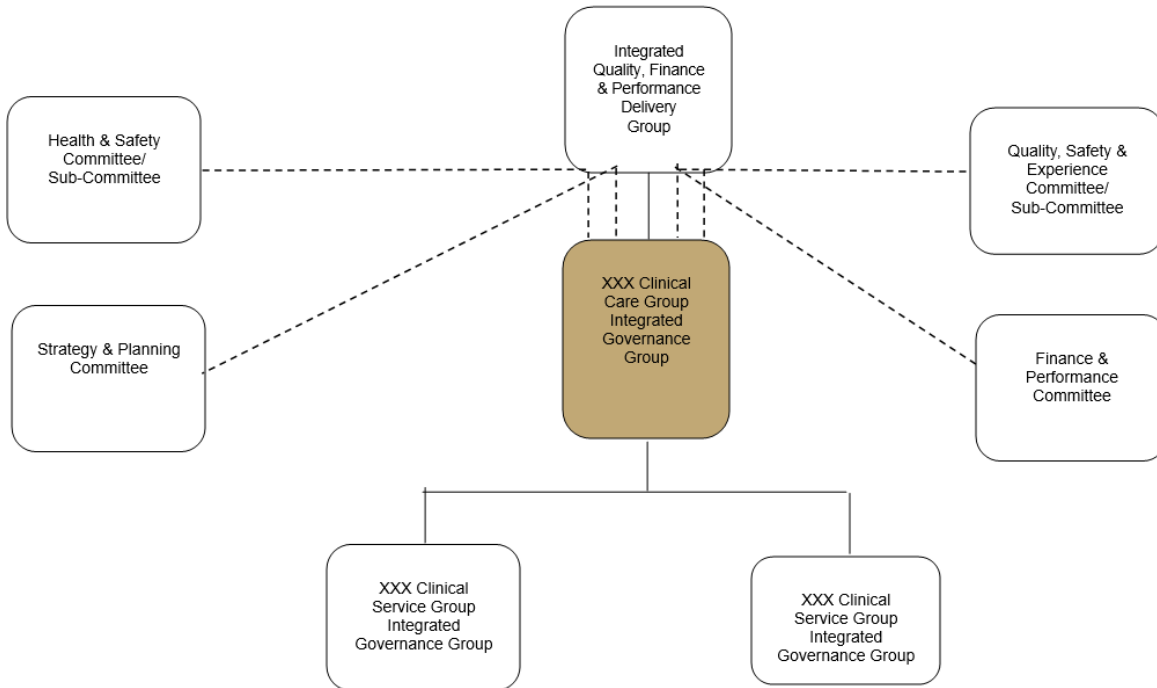 Integrated
Quality, Finance
& Performance
Delivery
Group
Health & Safety
Committee/
Sub-Committee
Quality, Safety &
Experience
Committee/
Sub-Committee
XXX Clinical
Care Group
Integrated
Governance
Group
Strategy & Planning
Committee
Finance &
Performance
Committee
XXX Clinical
Service Group
Integrated
Governance Group
XXX Clinical
Service Group
Integrated
Governance Group